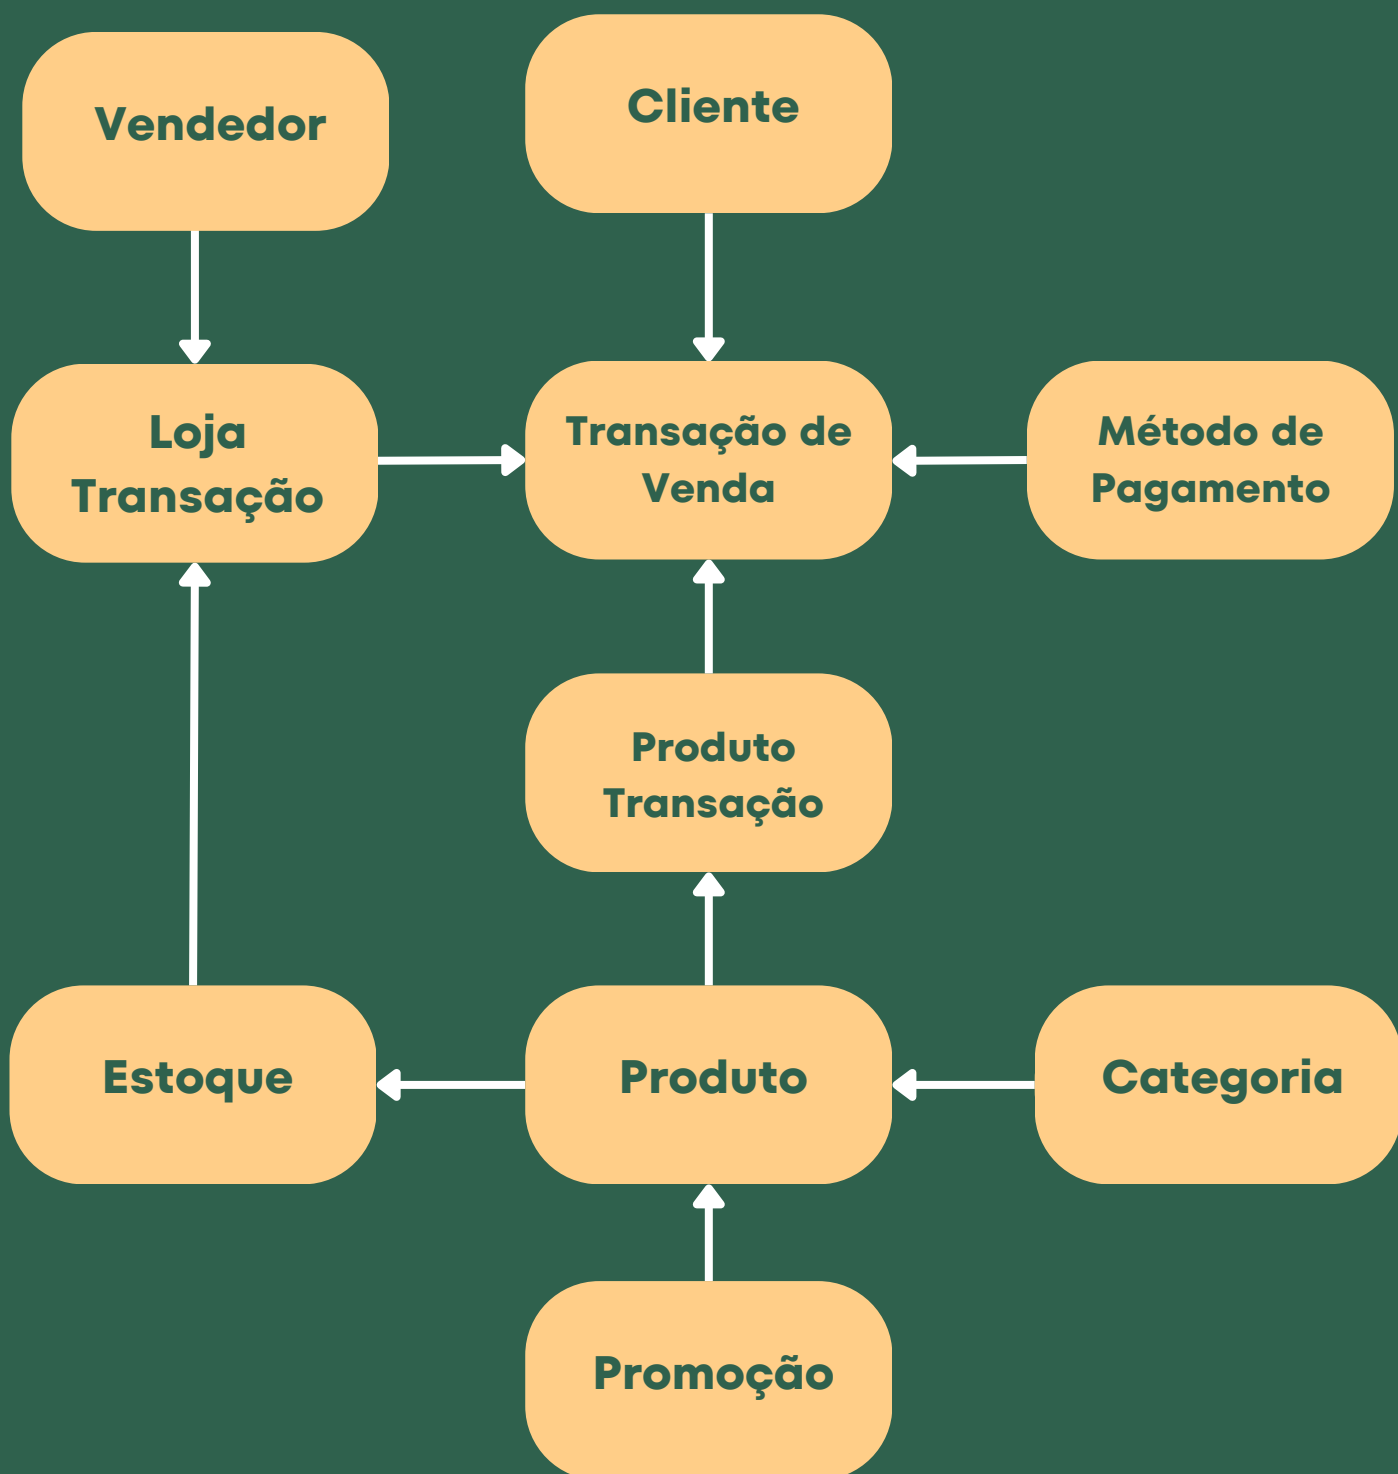 Vendedor
Cliente
Loja
Transação
Transação de
Venda
Método de
Pagamento
Produto
Transação
Estoque
Produto
Categoria
Promoção